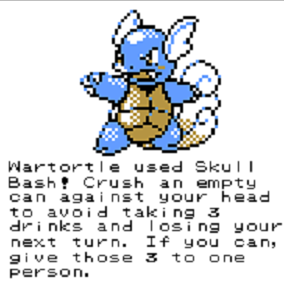 Wartortle used Skull
Bash! Crush an empty
can against your head
to avoid taking 3
drinks and losing your
next turn. If you can,
give those 3 to one
person.